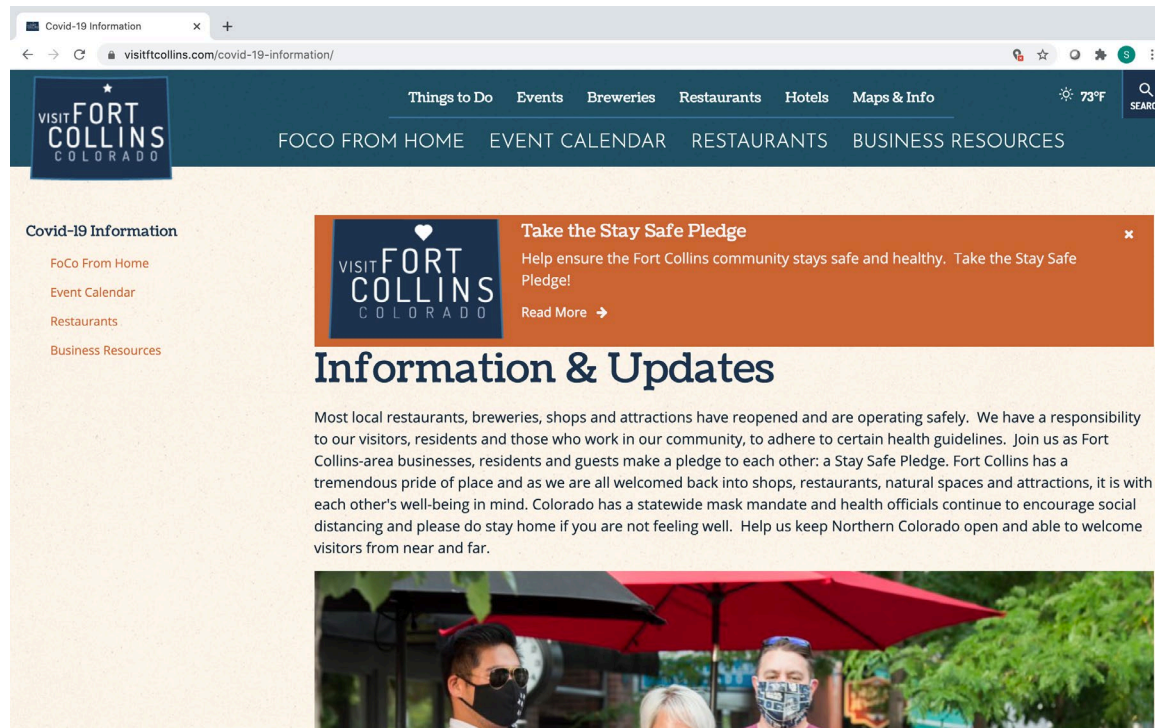 Covid-19 Information
visitftcollins.com/covid-19-information/
S
VISIT FORT
COLLINS
COLORADO
Things to Do Events Breweries Restaurants Hotels Maps & Info
73°F
FOCO FROM HOME EVENT CALENDAR RESTAURANTS BUSINESS RESOURCES
Covid-19 Information
FoCo From Home
Event Calendar
Restaurants
Business Resources
VISIT FORT
COLLINS
COLORADO
Take the Stay Safe Pledge
Help ensure the Fort Collins community stays safe and healthy. Take the Stay Safe
Pledge!
Read More
Information & Updates
Most local restaurants, breweries, shops and attractions have reopened and are operating safely. We have a responsibility
to our visitors, residents and those who work in our community, to adhere to certain health guidelines. Join us as Fort
Collins-area businesses, residents and guests make a pledge to each other: a Stay Safe Pledge. Fort Collins has a
tremendous pride of place and as we are all welcomed back into shops, restaurants, natural spaces and attractions, it is with
each other's well-being in mind. Colorado has a statewide mask mandate and health officials continue to encourage social
distancing and please do stay home if you are not feeling well. Help us keep Northern Colorado open and able to welcome
visitors from near and far.